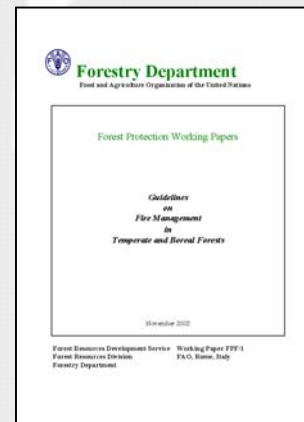 Forestry Department
Food and Agriculture Organization of the United Nations
Forest Protection Working Papers
Guidelines
on
Fire Management
in
Temperate and Boreal Forests
November 2002
Forest Resources Development Service Working Paper FPF/1
Forest Resources Division FAO, Rome, Italy
Forestry Department